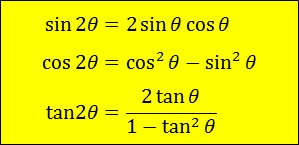 sin 2θ = 2 sin θ cos θ
cos 2θ = cos² θ − sin² θ
tan2θ = 2 tan θ / 1 − tan² θ